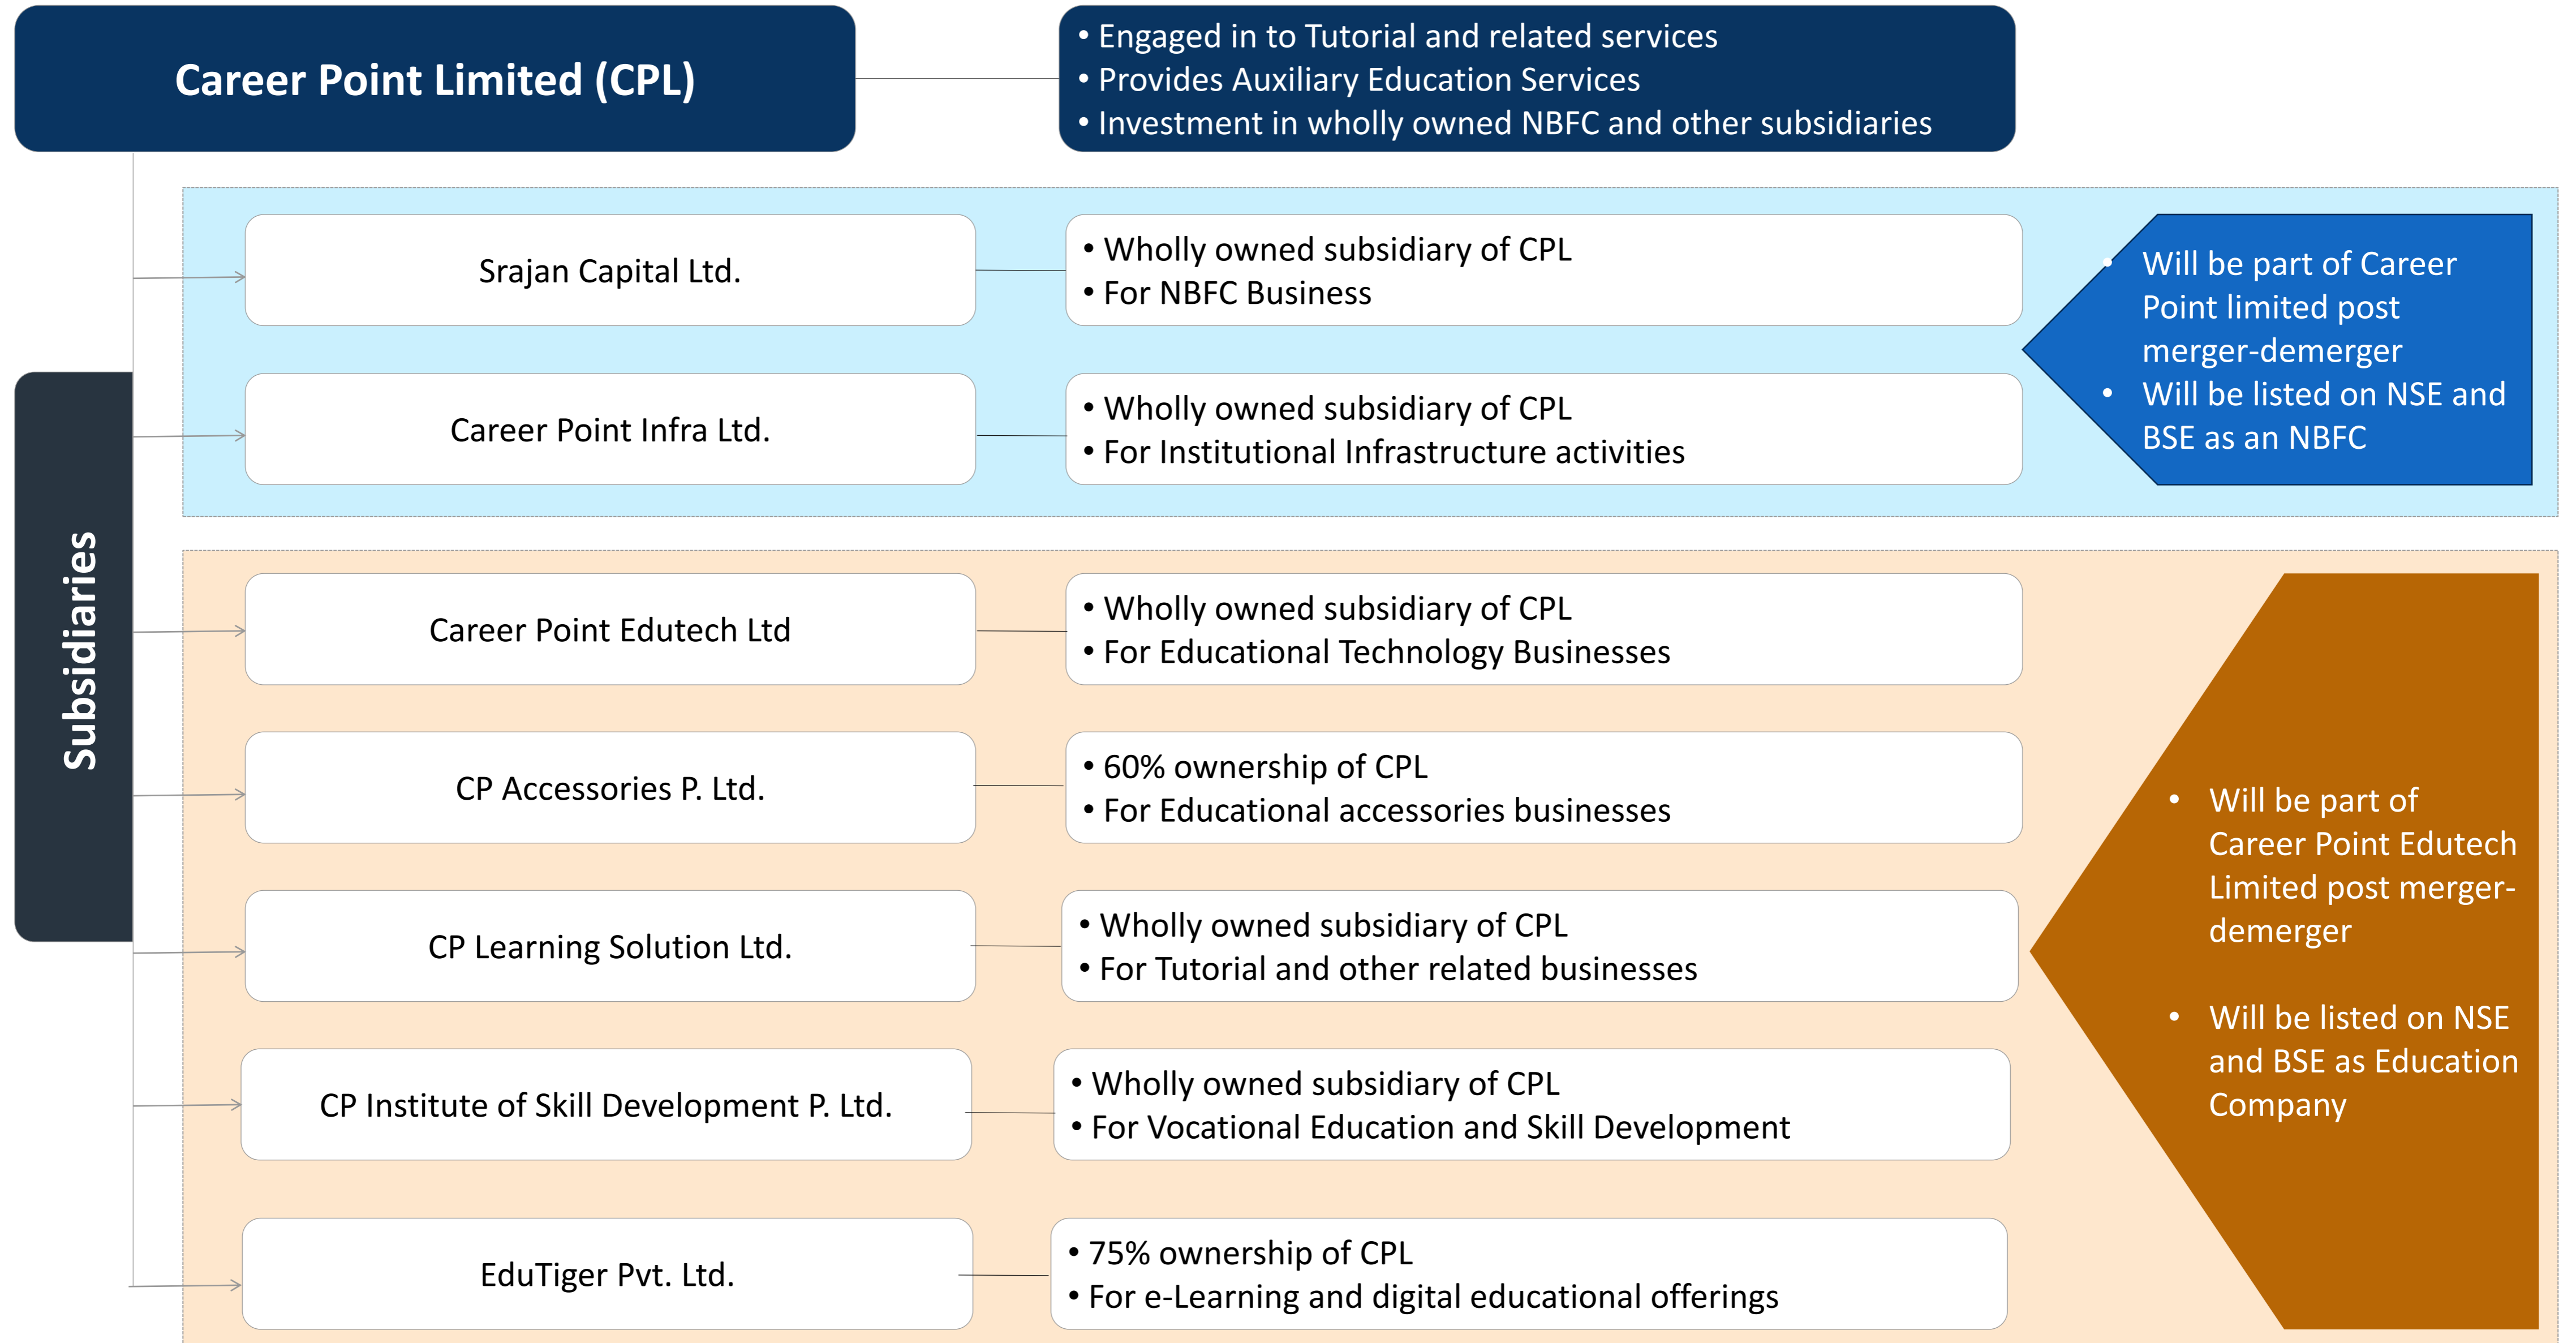 Career Point Limited (CPL)
• Engaged in to Tutorial and related services
• Provides Auxiliary Education Services
• Investment in wholly owned NBFC and other subsidiaries
Subsidiaries
Srajan Capital Ltd.
• Wholly owned subsidiary of CPL
• For NBFC Business
Career Point Infra Ltd.
• Wholly owned subsidiary of CPL
• For Institutional Infrastructure activities
• Will be part of Career
Point limited post
merger-demerger
• Will be listed on NSE and
BSE as an NBFC
Career Point Edutech Ltd
• Wholly owned subsidiary of CPL
• For Educational Technology Businesses
CP Accessories P. Ltd.
• 60% ownership of CPL
• For Educational accessories businesses
CP Learning Solution Ltd.
• Wholly owned subsidiary of CPL
• For Tutorial and other related businesses
CP Institute of Skill Development P. Ltd.
• Wholly owned subsidiary of CPL
• For Vocational Education and Skill Development
EduTiger Pvt. Ltd.
• 75% ownership of CPL
• For e-Learning and digital educational offerings
• Will be part of
Career Point Edutech
Limited post merger-
demerger
• Will be listed on NSE
and BSE as Education
Company